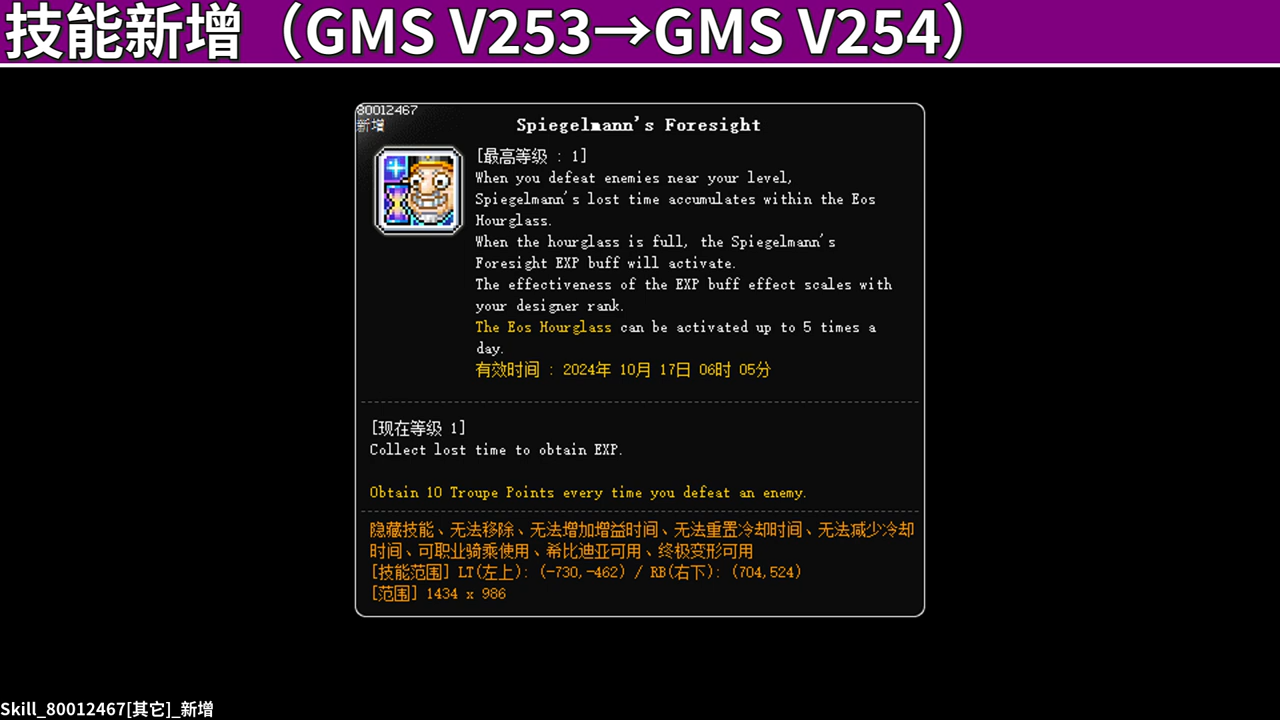 技能新增（GMS V253→GMS V254）
80012467
新增
Spiegelmann's Foresight
[最高等级 : 1]
When you defeat enemies near your level,
Spiegelmann's lost time accumulates within the Eos
Hourglass.
When the hourglass is full, the Spiegelmann's
Foresight EXP buff will activate.
The effectiveness of the EXP buff effect scales with
your designer rank.
The Eos Hourglass can be activated up to 5 times a
day.
有效时间 : 2024年 10月 17日 06时 05分
[现在等级 1]
Collect lost time to obtain EXP.
Obtain 10 Troupe Points every time you defeat an enemy.
隐藏技能、无法移除、无法增加增益时间、无法重置冷却时间、无法减少冷却
时间、可职业骑乘使用、希比迪亚可用、终极变形可用
[技能范围] LT(左上): (-730,-462) / RB(右下): (704,524)
[范围] 1434 x 986
Skill_80012467[其它]_新增